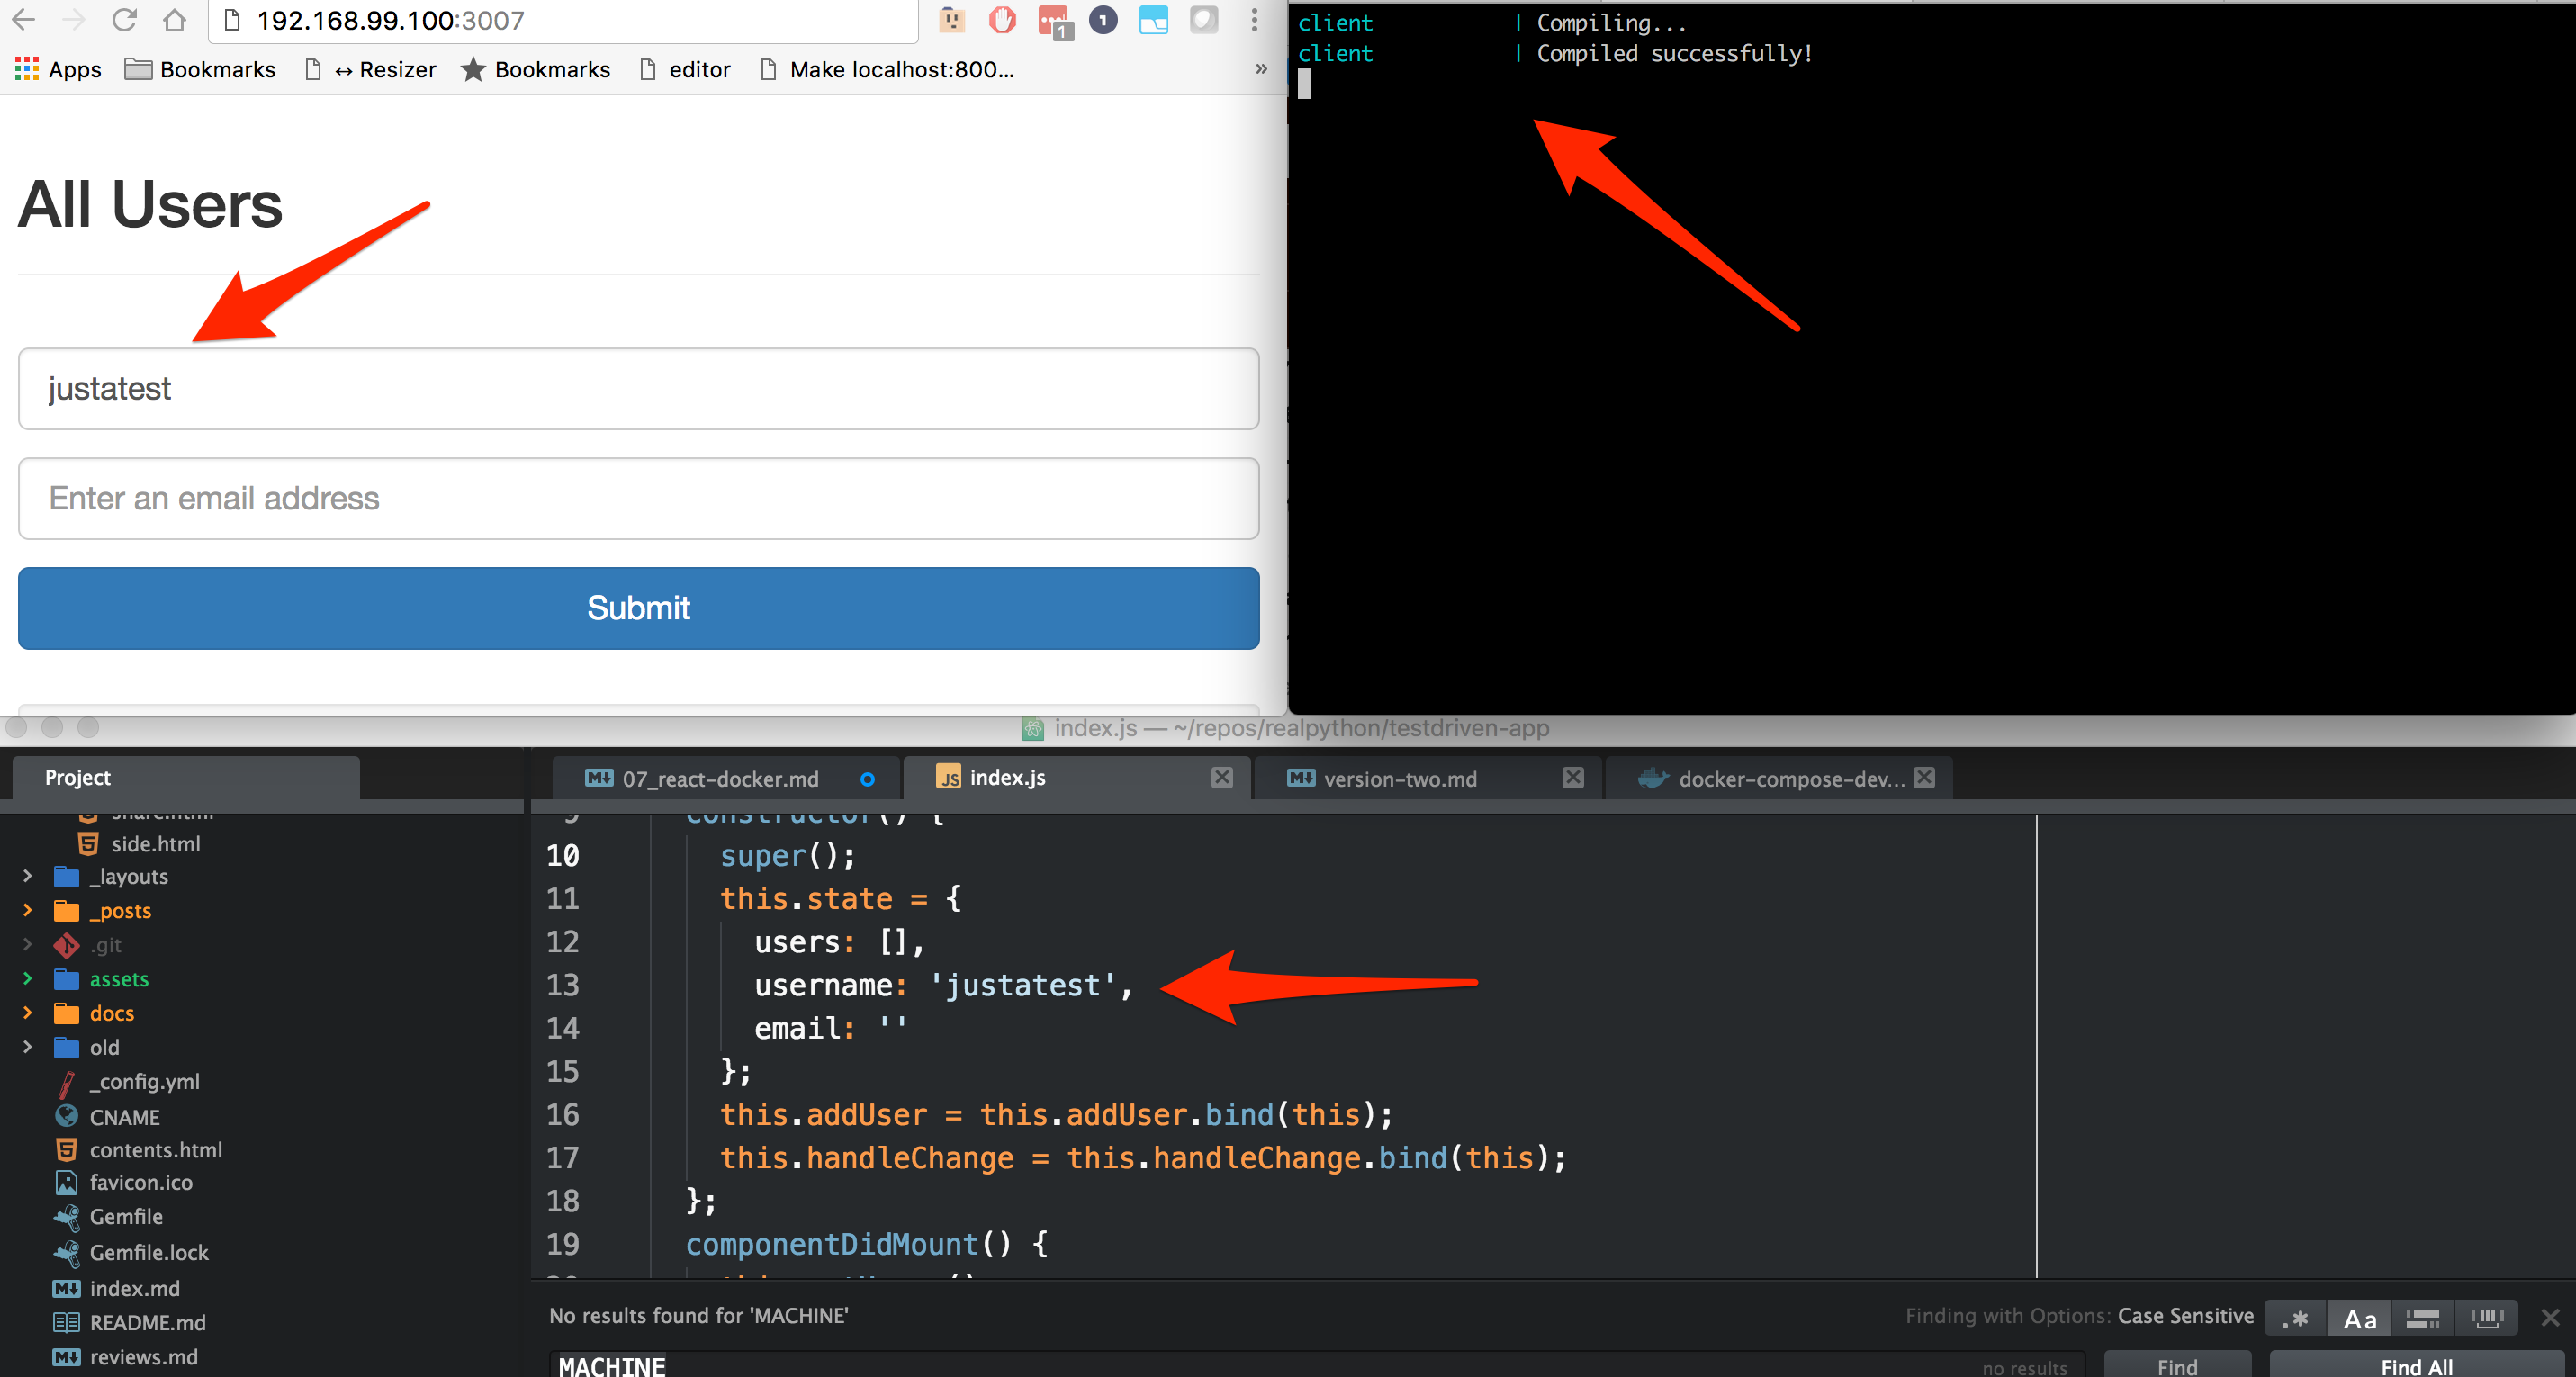 192.168.99.100:3007
1
1
Apps
Bookmarks
↔ Resizer
Bookmarks
editor
Make localhost:800...
»
All Users
justatest
Enter an email address
Submit
client | Compiling...
client | Compiled successfully!
index.js — ~/repos/realpython/testdriven-app
Project
share.html
side.html
_layouts
_posts
.git
assets
docs
old
_config.yml
CNAME
contents.html
favicon.ico
Gemfile
Gemfile.lock
index.md
README.md
reviews.md
07_react-docker.md
index.js
version-two.md
docker-compose-dev...
9 constructor() {
10 super();
11 this.state = {
12 users: [],
13 username: 'justatest',
14 email: ''
15 };
16 this.addUser = this.addUser.bind(this);
17 this.handleChange = this.handleChange.bind(this);
18 };
19 componentDidMount() {
No results found for 'MACHINE'
Finding with Options: Case Sensitive
.*
Aa
MACHINE
no results
Find
Find All